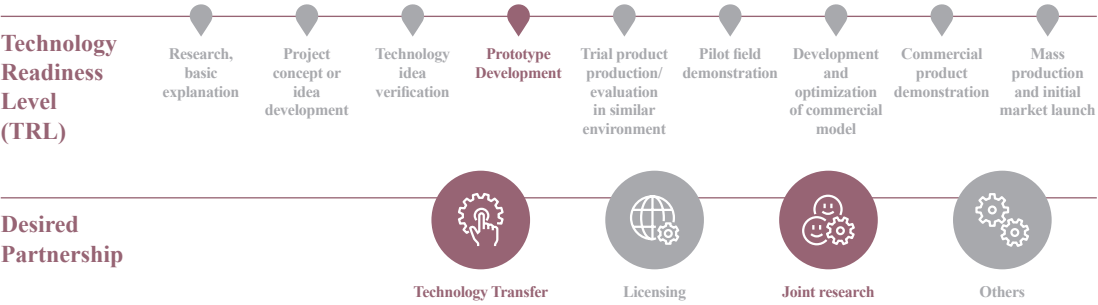 Technology
Readiness
Level
(TRL)
Research,
basic
explanation
Project
concept or
idea
development
Technology
idea
verification
Prototype
Development
Trial product
production/
evaluation
in similar
environment
Pilot field
demonstration
Development
and
optimization
of commercial
model
Commercial
product
demonstration
Mass
production
and initial
market launch
Desired
Partnership
Technology Transfer
Licensing
Joint research
Others